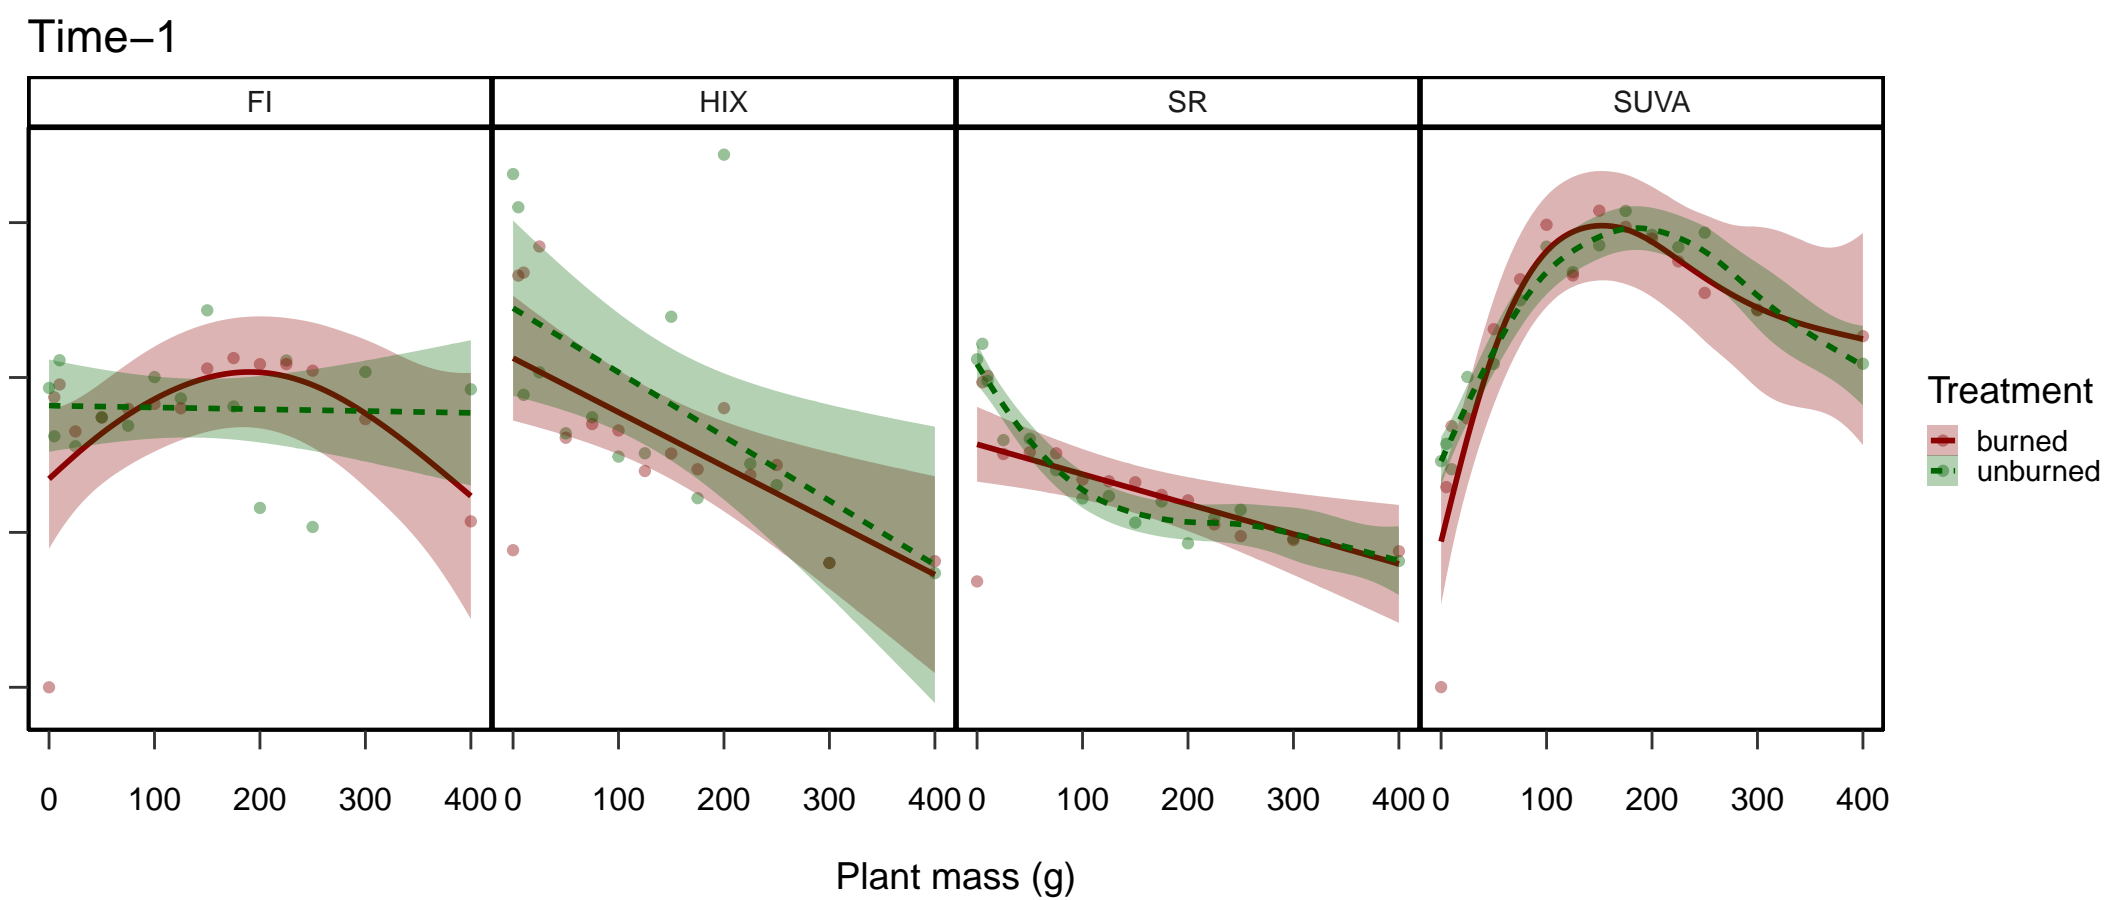 Time−1
FI HIX SR SUVA
Treatment
burned
unburned
0 100 200 300 400 0 100 200 300 400 0 100 200 300 400 0 100 200 300 400
Plant mass (g)